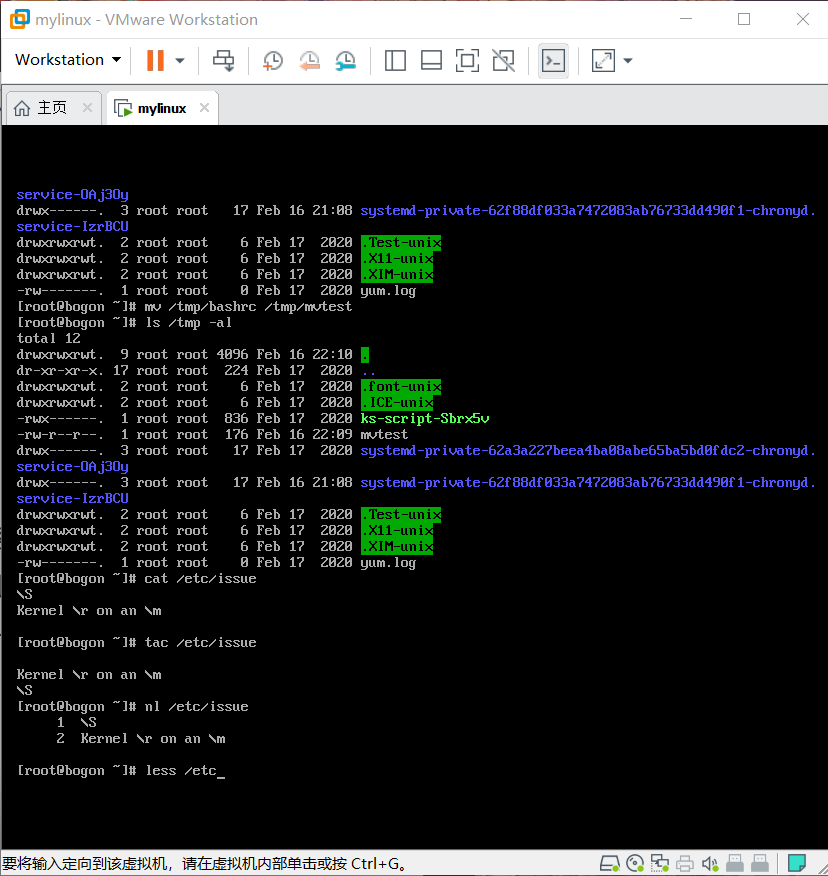 mylinux - VMware Workstation
Workstation
主页
mylinux
service-OAj3Oy
drwx------.  3 root root   17 Feb 16 21:08 systemd-private-62f88df033a7472083ab76733dd490f1-chronyd.
service-IzrBCU
drwxrwxrwt.  2 root root    6 Feb 17  2020 .Test-unix
drwxrwxrwt.  2 root root    6 Feb 17  2020 .X11-unix
drwxrwxrwt.  2 root root    6 Feb 17  2020 .XIM-unix
-rw-------.  1 root root    0 Feb 17  2020 yum.log
[root@bogon ~]# mv /tmp/bashrc /tmp/mvtest
[root@bogon ~]# ls /tmp -al
total 12
drwxrwxrwt.  9 root root 4096 Feb 16 22:10 .
dr-xr-xr-x. 17 root root  224 Feb 17  2020 ..
drwxrwxrwt.  2 root root    6 Feb 17  2020 .font-unix
drwxrwxrwt.  2 root root    6 Feb 17  2020 .ICE-unix
-rwx------.  1 root root  836 Feb 17  2020 ks-script-Sbrx5v
-rw-r--r--.  1 root root  176 Feb 16 22:09 mvtest
drwx------.  3 root root   17 Feb 17  2020 systemd-private-62a3a227beea4ba08abe65ba5bd0fdc2-chronyd.
service-OAj3Oy
drwx------.  3 root root   17 Feb 16 21:08 systemd-private-62f88df033a7472083ab76733dd490f1-chronyd.
service-IzrBCU
drwxrwxrwt.  2 root root    6 Feb 17  2020 .Test-unix
drwxrwxrwt.  2 root root    6 Feb 17  2020 .X11-unix
drwxrwxrwt.  2 root root    6 Feb 17  2020 .XIM-unix
-rw-------.  1 root root    0 Feb 17  2020 yum.log
[root@bogon ~]# cat /etc/issue
\S
Kernel \r on an \m
[root@bogon ~]# tac /etc/issue
Kernel \r on an \m
\S
[root@bogon ~]# nl /etc/issue
     1  \S
     2  Kernel \r on an \m
[root@bogon ~]# less /etc_
要将输入定向到该虚拟机，请在虚拟机内部单击或按 Ctrl+G。